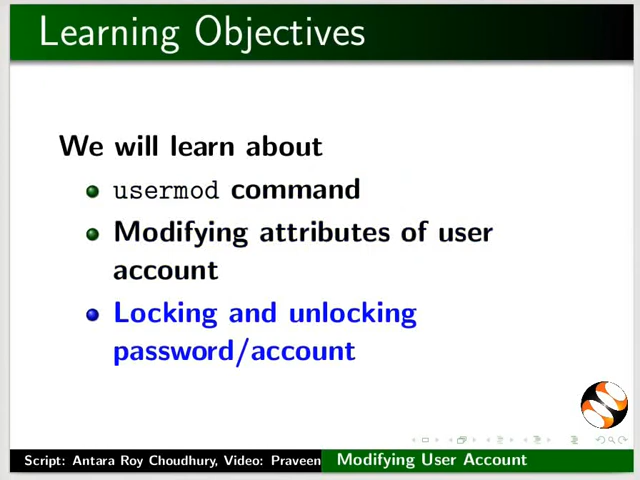 Learning Objectives
We will learn about
usermod command
Modifying attributes of user
account
Locking and unlocking
password/account
Script: Antara Roy Choudhury, Video: Praveen
Modifying User Account